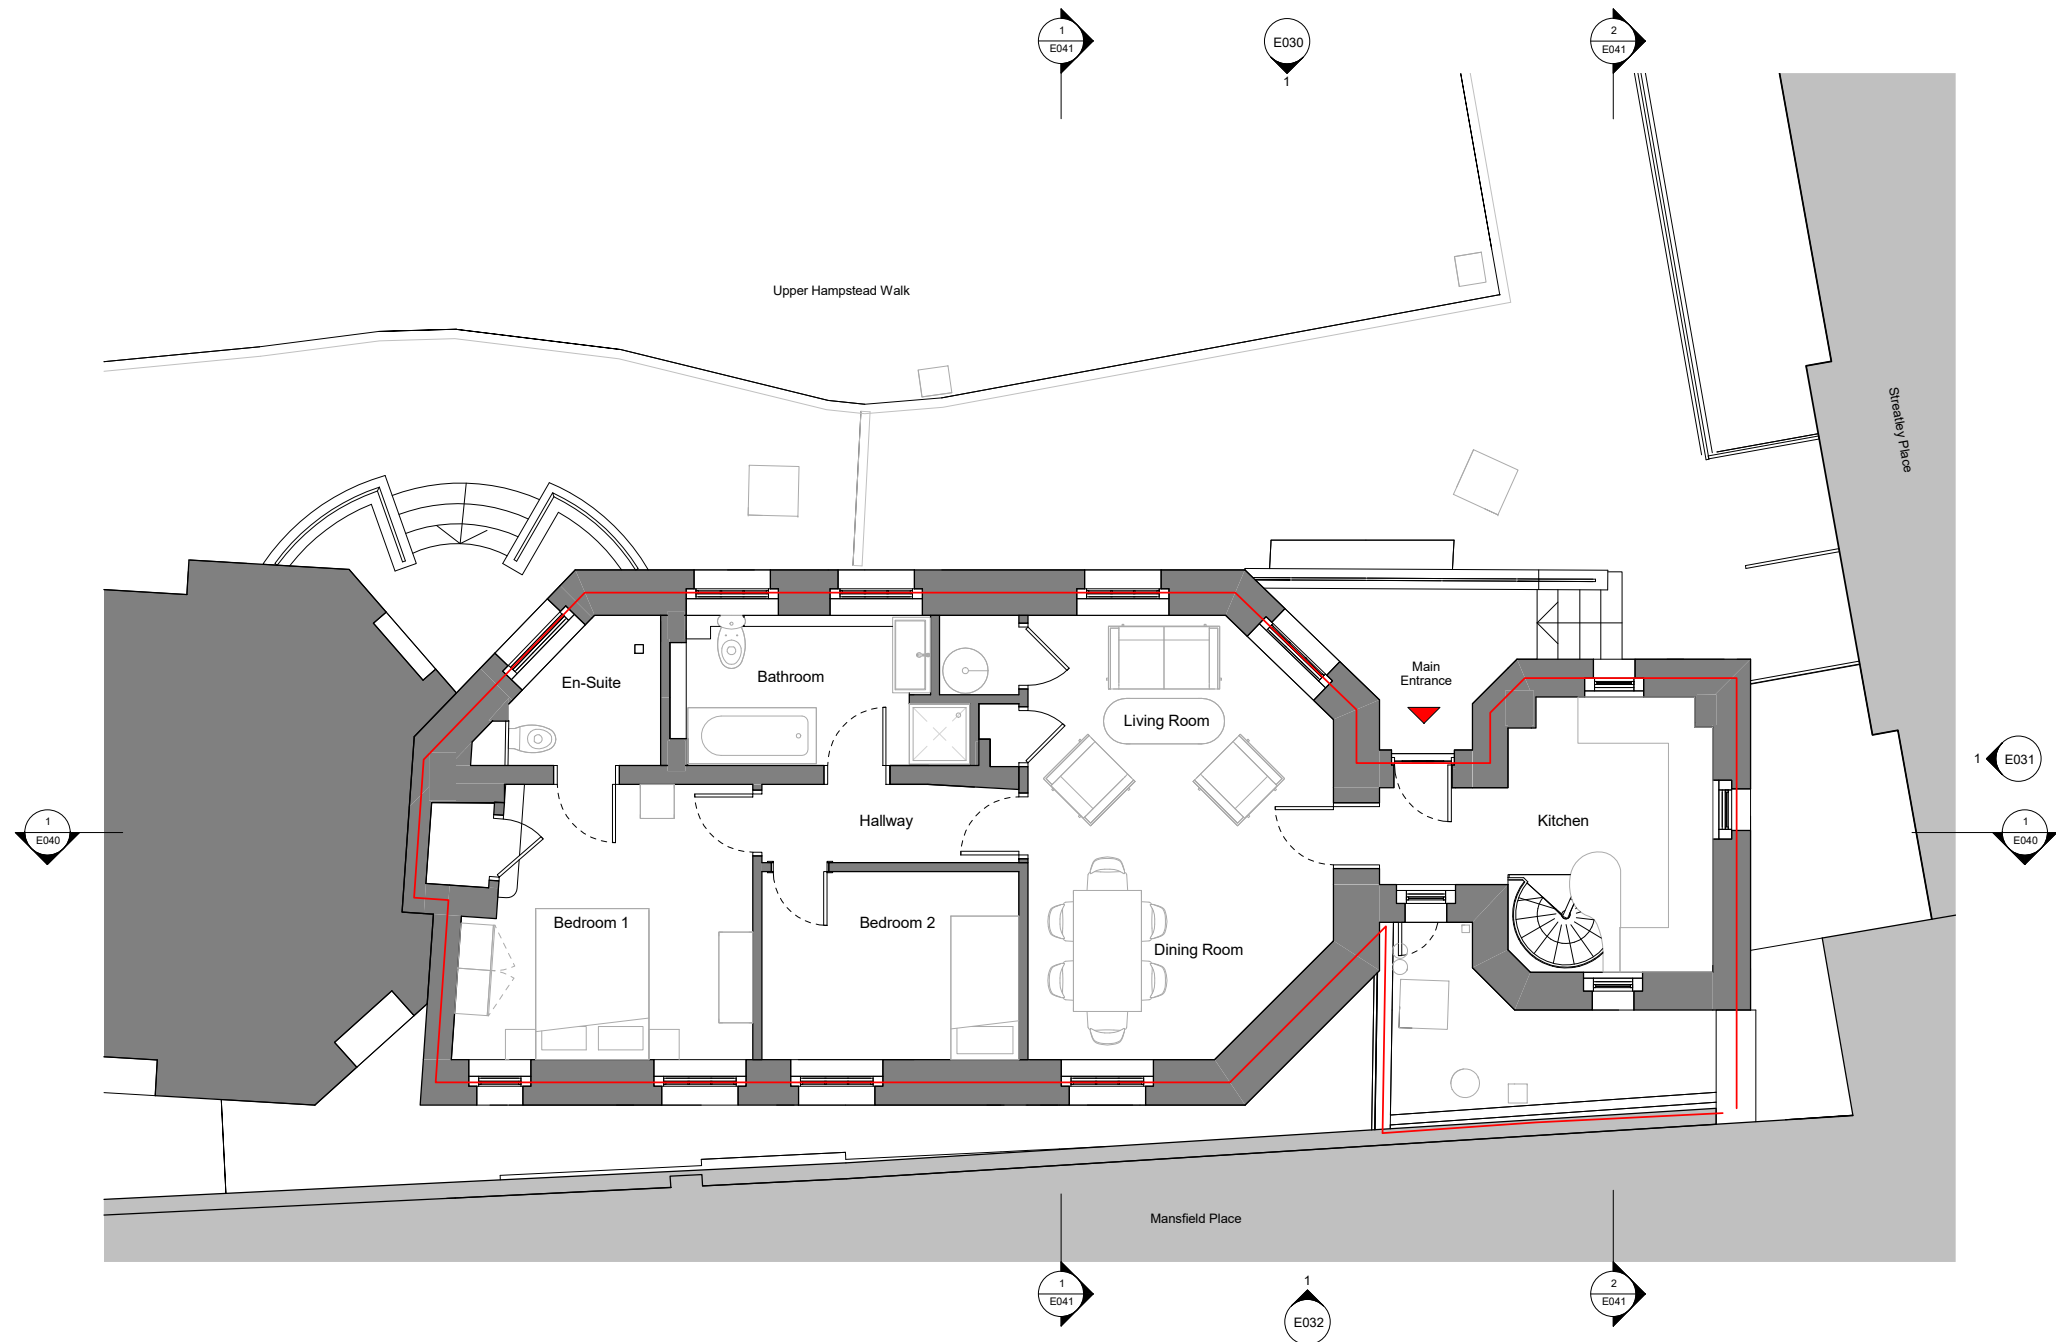 1
E041
E030
1
2
E041
Upper Hampstead Walk
Streatley Place
En-Suite
Bathroom
Living Room
Main
Entrance
1
E031
1
E040
Hallway
Kitchen
1
E040
Bedroom 1
Bedroom 2
Dining Room
Mansfield Place
1
E041
1
E032
2
E041